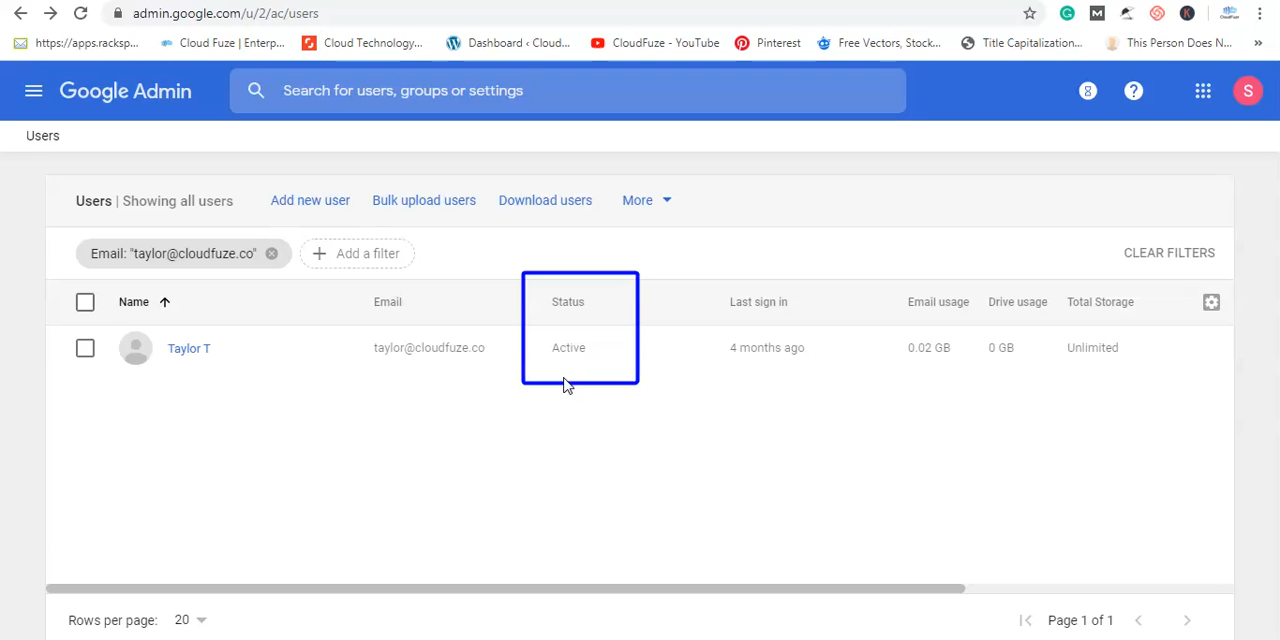 admin.google.com/u/2/ac/users
https://apps.racksp... Cloud Fuze | Enterp... Cloud Technology... Dashboard ‹ Cloud... CloudFuze - YouTube Pinterest Free Vectors, Stock... Title Capitalization... This Person Does N... »
Google Admin Search for users, groups or settings S
Users
Users | Showing all users Add new user Bulk upload users Download users More
Email: "taylor@cloudfuze.co" Add a filter CLEAR FILTERS
Name Email Status Last sign in Email usage Drive usage Total Storage
Taylor T taylor@cloudfuze.co Active 4 months ago 0.02 GB 0 GB Unlimited
Rows per page: 20 Page 1 of 1